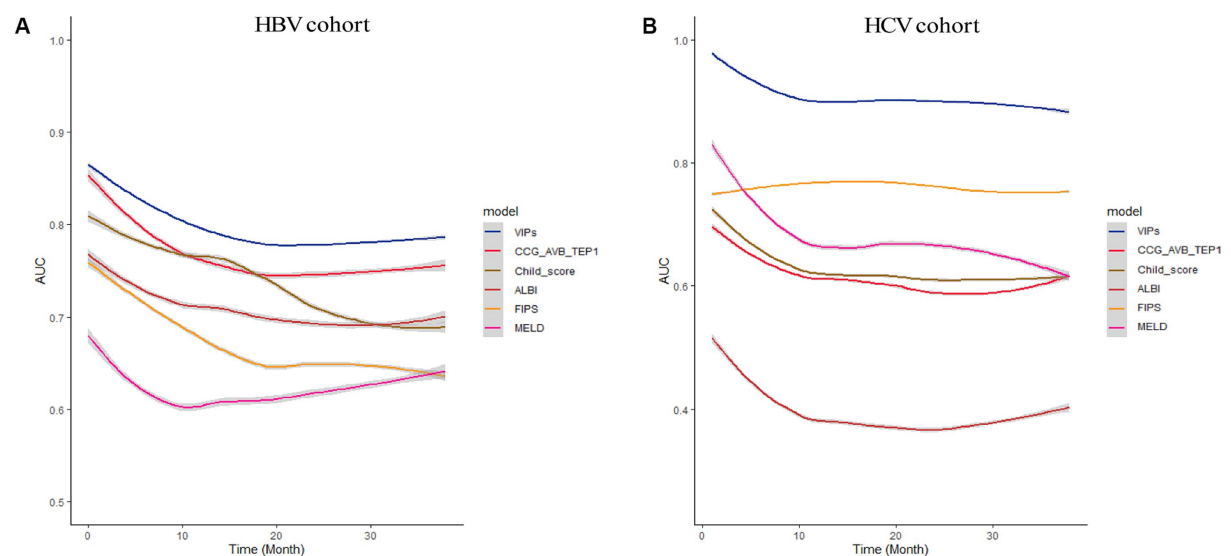 A
HBV cohort
1.0
0.9
0.8
0.7
0.6
0.5
AUC
0
10
20
30
Time (Month)
model
VIPs
CCG_AVB_TEP1
Child_score
ALBI
FIPS
MELD
B
HCV cohort
1.0
0.8
0.6
0.4
AUC
0
10
20
30
Time (Month)
model
VIPs
CCG_AVB_TEP1
Child_score
ALBI
FIPS
MELD